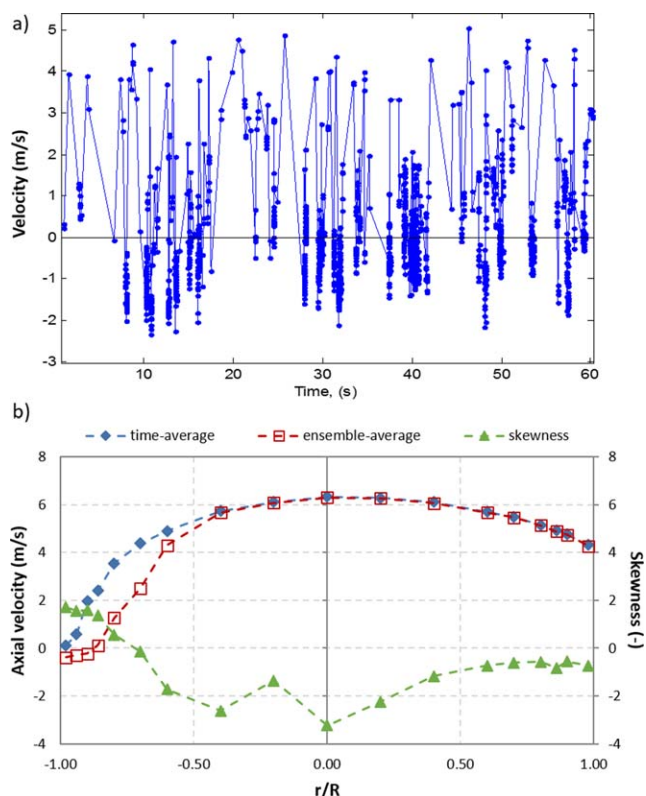 a)
5
4
3
2
1
0
-1
-2
-3
Velocity (m/s)
10 20 30 40 50 60
Time, (s)
b)
time-average ensemble-average skewness
8 8
6 6
4 4
2 2
0 0
-2 -2
-4 -4
Axial velocity (m/s)
Skewness (-)
-1.00 -0.50 0.00 0.50 1.00
r/R